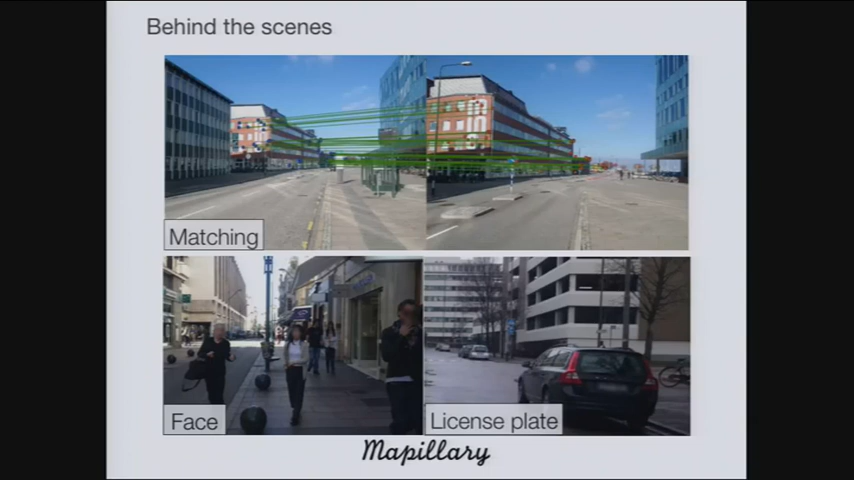 Behind the scenes
Matching
Face
License plate
Mapillary